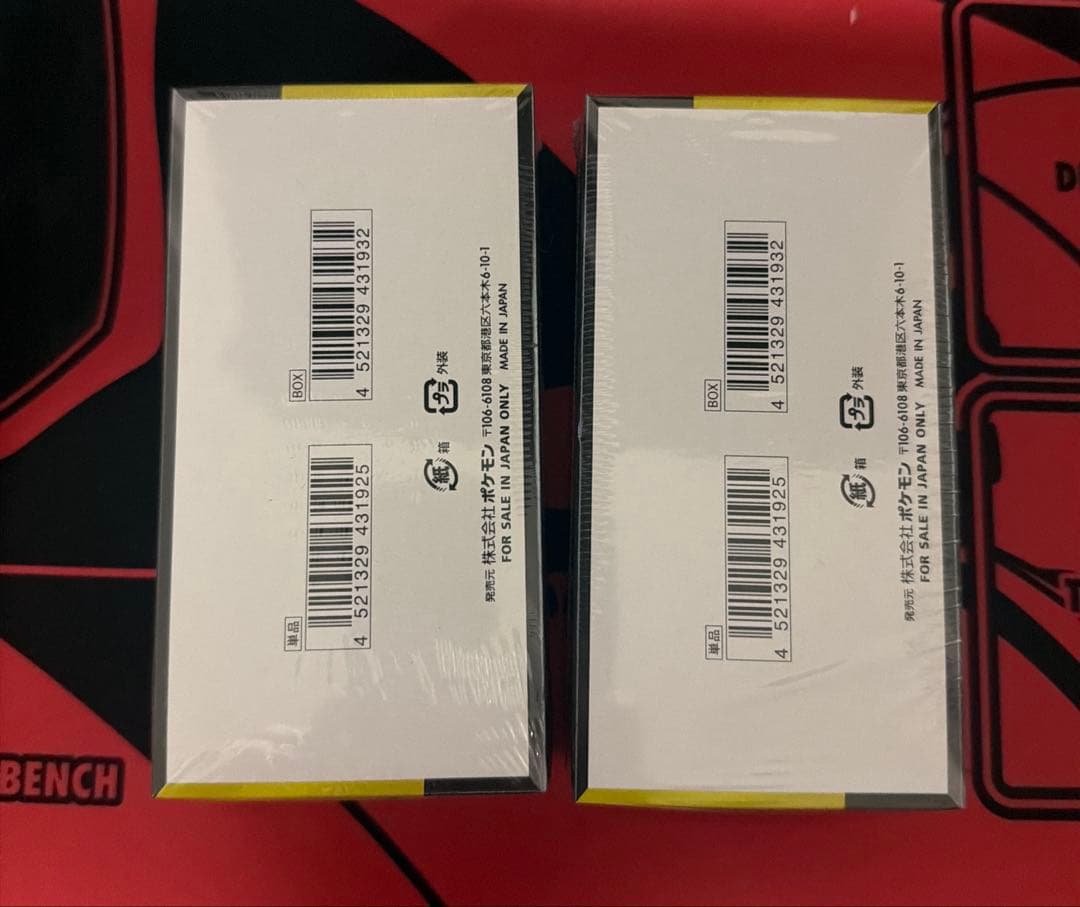 BOX
4 521329 431932
単品
4 521329 431925
プラ 外装
紙 箱
発売元 株式会社ポケモン 〒106-6108 東京都港区六本木6-10-1
FOR SALE IN JAPAN ONLY MADE IN JAPAN
BOX
4 521329 431932
単品
4 521329 431925
プラ 外装
紙 箱
発売元 株式会社ポケモン 〒106-6108 東京都港区六本木6-10-1
FOR SALE IN JAPAN ONLY MADE IN JAPAN
BENCH